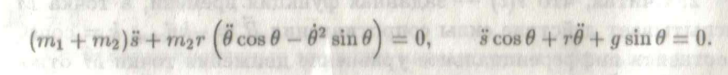 (m₁ + m₂)s̈ + m₂r (θ̈ cos θ − θ̇² sin θ) = 0, s̈ cos θ + rθ̈ + g sin θ = 0.